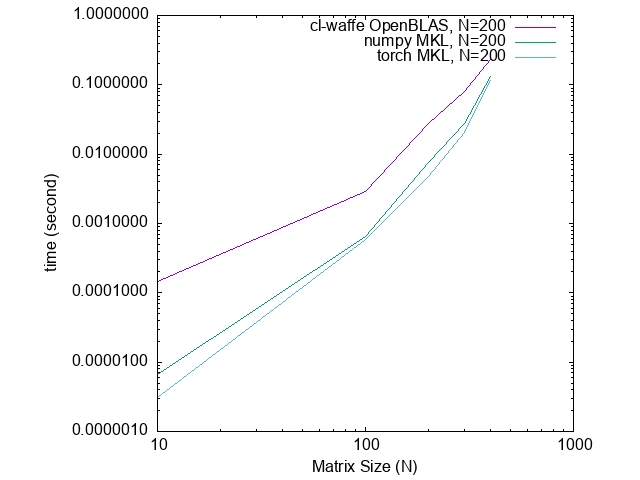 1.0000000
cl-waffe OpenBLAS, N=200
numpy MKL, N=200
torch MKL, N=200
0.1000000
0.0100000
0.0010000
0.0001000
0.0000100
0.0000010
time (second)
10 100 1000
Matrix Size (N)